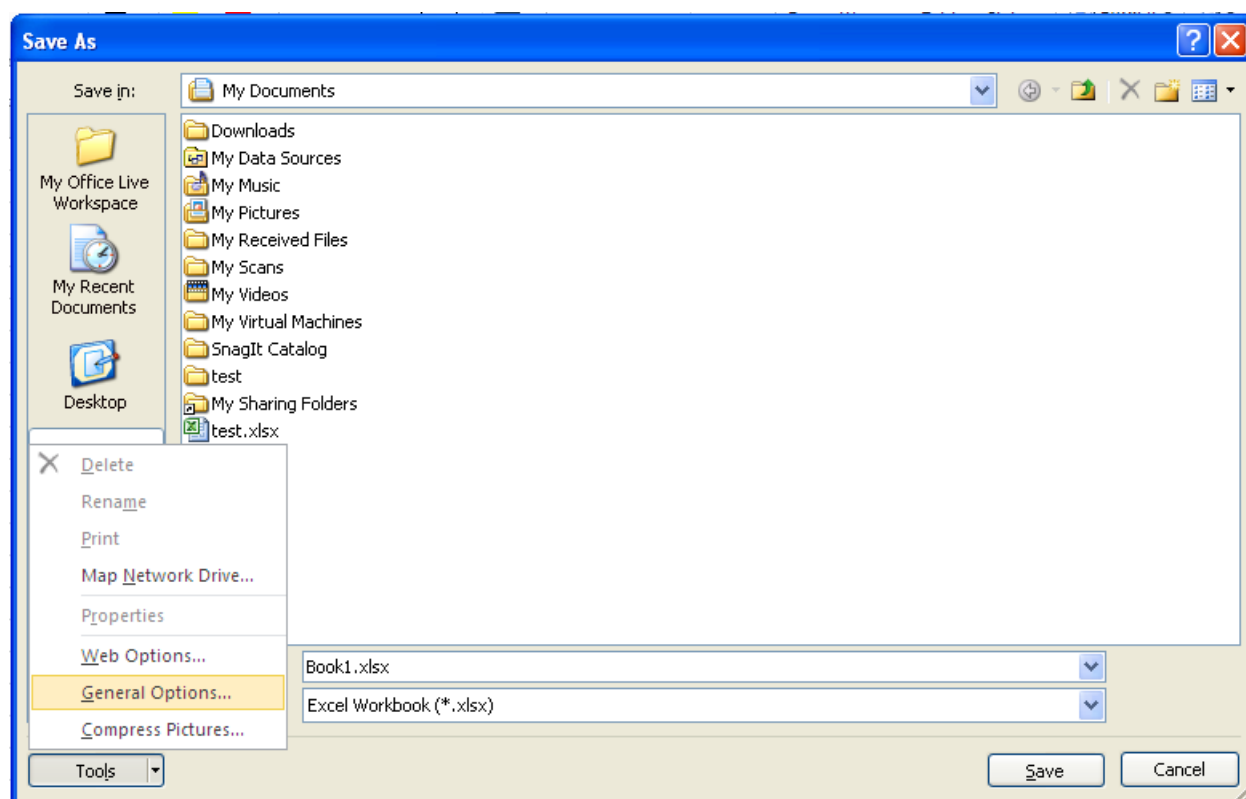 Save As
Save in:
My Documents
My Office Live
Workspace
My Recent
Documents
Desktop
Downloads
My Data Sources
My Music
My Pictures
My Received Files
My Scans
My Videos
My Virtual Machines
SnagIt Catalog
test
My Sharing Folders
test.xlsx
Delete
Rename
Print
Map Network Drive...
Properties
Web Options...
General Options...
Compress Pictures...
Book1.xlsx
Excel Workbook (*.xlsx)
Tools
Save
Cancel